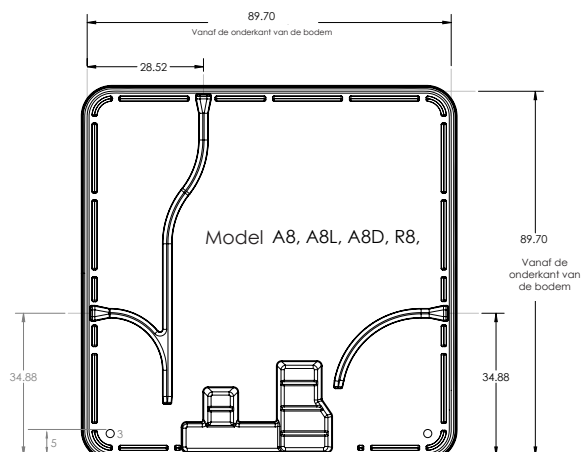 89.70
Vanaf de onderkant van de bodem
28.52
Model A8, A8L, A8D, R8,
89.70
Vanaf de
onderkant van
de bodem
34.88
34.88
3
5